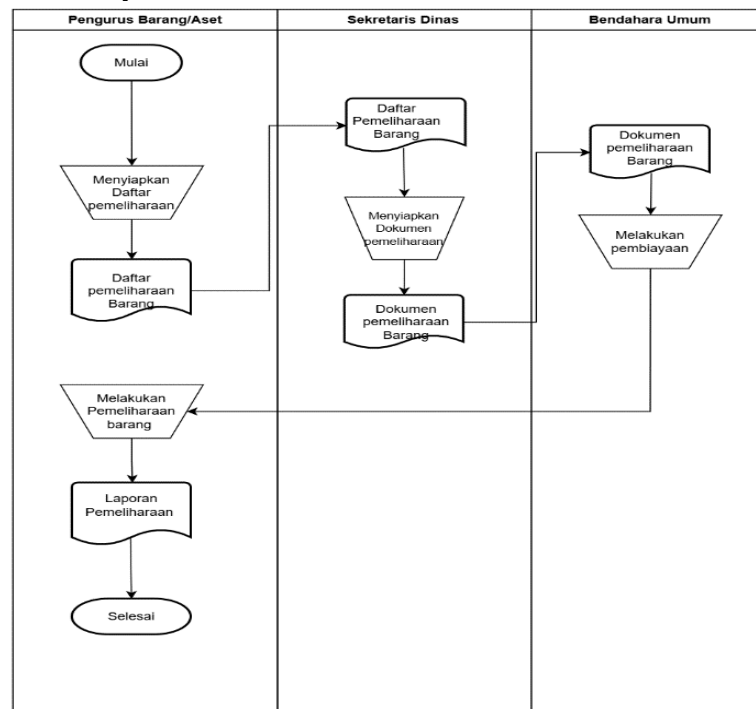 Pengurus Barang/Aset
Sekretaris Dinas
Bendahara Umum
Mulai
Menyiapkan
Daftar
pemeliharaan
Daftar
pemeliharaan
Barang
Daftar
Pemeliharaan
Barang
Menyiapkan
Dokumen
pemeliharaan
Dokumen
pemeliharaan
Barang
Dokumen
pemeliharaan
Barang
Melakukan
pembiayaan
Melakukan
Pemeliharaan
barang
Laporan
Pemeliharaan
Selesai